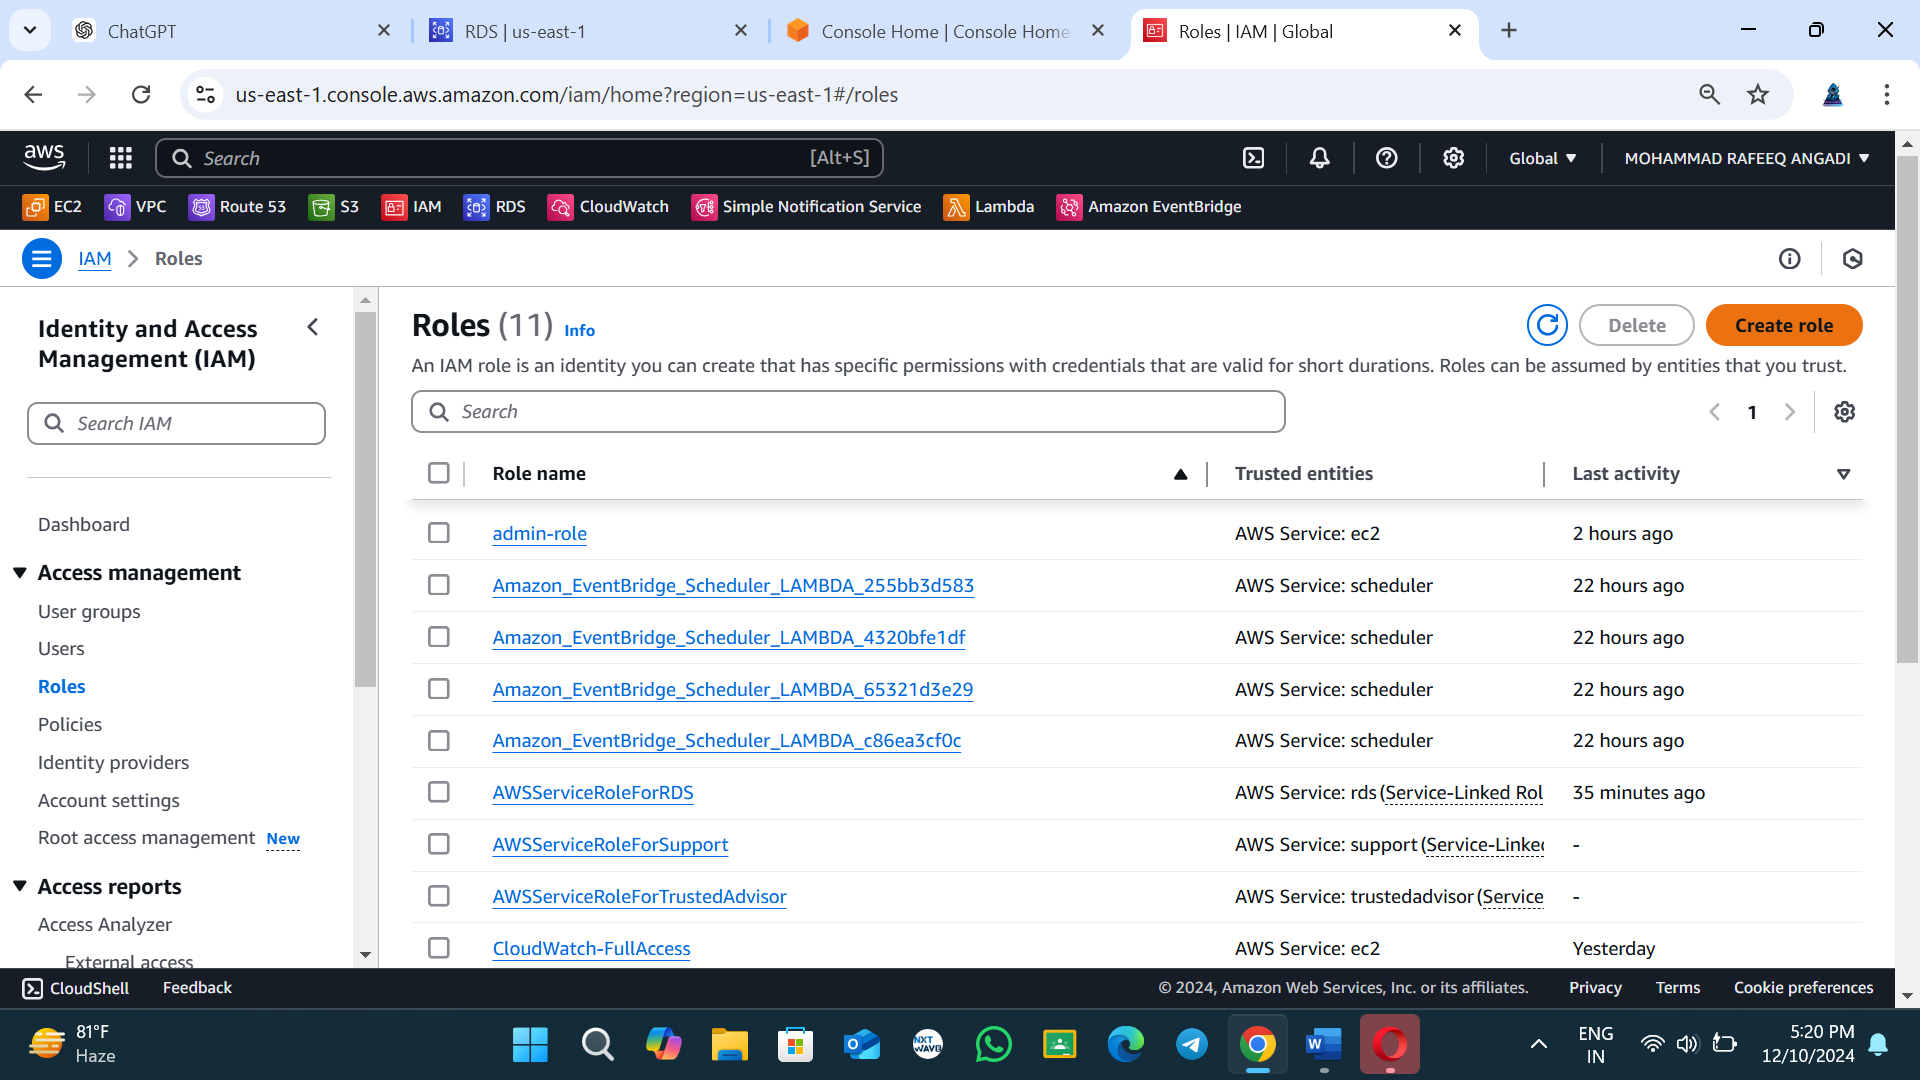 ChatGPT
RDS | us-east-1
Console Home | Console Home
Roles | IAM | Global
us-east-1.console.aws.amazon.com/iam/home?region=us-east-1#/roles
aws
Search
[Alt+S]
Global
MOHAMMAD RAFEEQ ANGADI
EC2
VPC
Route 53
S3
IAM
RDS
CloudWatch
Simple Notification Service
Lambda
Amazon EventBridge
IAM
Roles
Identity and Access
Management (IAM)
Search IAM
Dashboard
Access management
User groups
Users
Roles
Policies
Identity providers
Account settings
Root access management New
Access reports
Access Analyzer
External access
Roles (11) Info
Delete
Create role
An IAM role is an identity you can create that has specific permissions with credentials that are valid for short durations. Roles can be assumed by entities that you trust.
Search
1
Role name
Trusted entities
Last activity
admin-role
AWS Service: ec2
2 hours ago
Amazon_EventBridge_Scheduler_LAMBDA_255bb3d583
AWS Service: scheduler
22 hours ago
Amazon_EventBridge_Scheduler_LAMBDA_4320bfe1df
AWS Service: scheduler
22 hours ago
Amazon_EventBridge_Scheduler_LAMBDA_65321d3e29
AWS Service: scheduler
22 hours ago
Amazon_EventBridge_Scheduler_LAMBDA_c86ea3cf0c
AWS Service: scheduler
22 hours ago
AWSServiceRoleForRDS
AWS Service: rds (Service-Linked Rol
35 minutes ago
AWSServiceRoleForSupport
AWS Service: support (Service-Linked
-
AWSServiceRoleForTrustedAdvisor
AWS Service: trustedadvisor (Service
-
CloudWatch-FullAccess
AWS Service: ec2
Yesterday
CloudShell
Feedback
© 2024, Amazon Web Services, Inc. or its affiliates.
Privacy
Terms
Cookie preferences
81°F
Haze
NXT
WAVE
ENG
IN
5:20 PM
12/10/2024